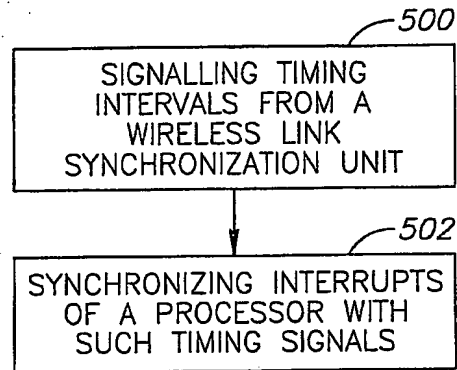 500
SIGNALLING TIMING
INTERVALS FROM A
WIRELESS LINK
SYNCHRONIZATION UNIT
502
SYNCHRONIZING INTERRUPTS
OF A PROCESSOR WITH
SUCH TIMING SIGNALS